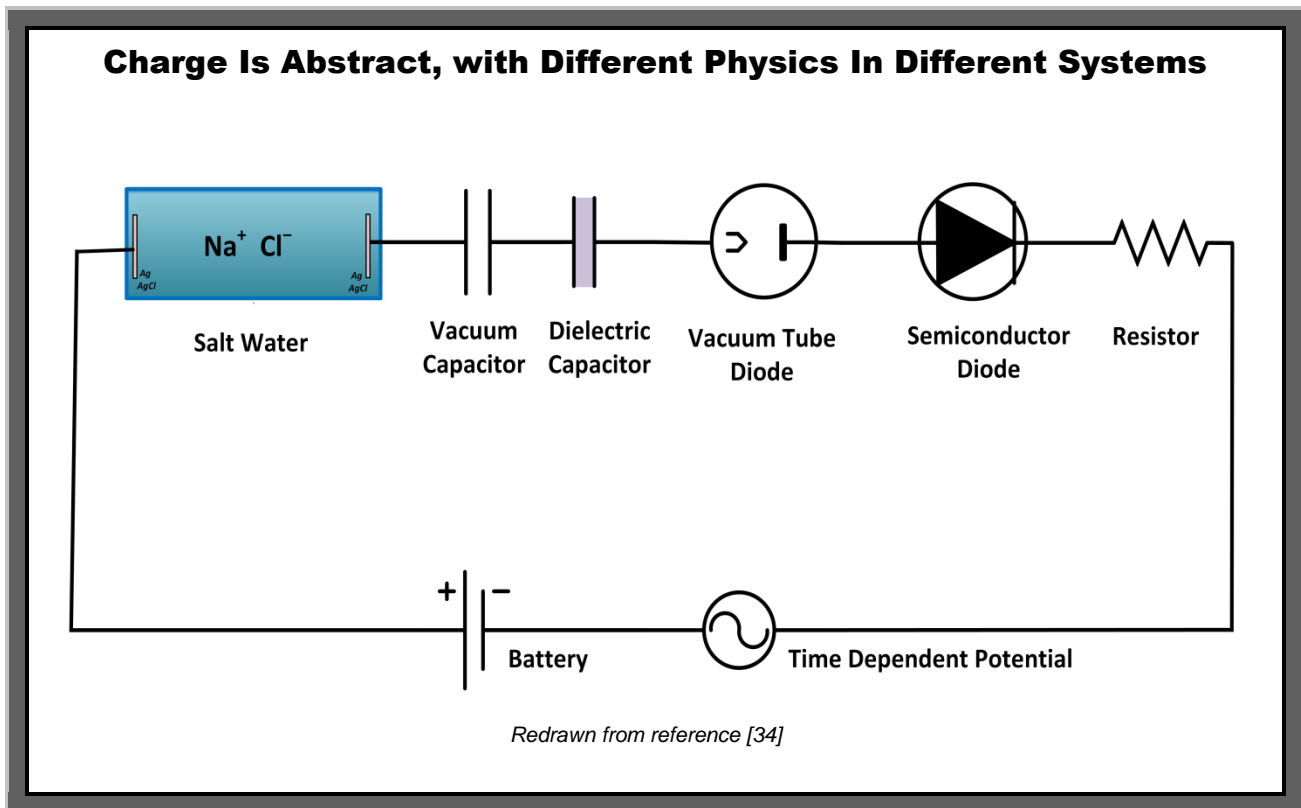 Charge Is Abstract, with Different Physics In Different Systems
Na⁺ Cl⁻
Ag
AgCl
Ag
AgCl
Salt Water
Vacuum
Capacitor
Dielectric
Capacitor
Vacuum Tube
Diode
Semiconductor
Diode
Resistor
+ −
Battery
Time Dependent Potential
Redrawn from reference [34]